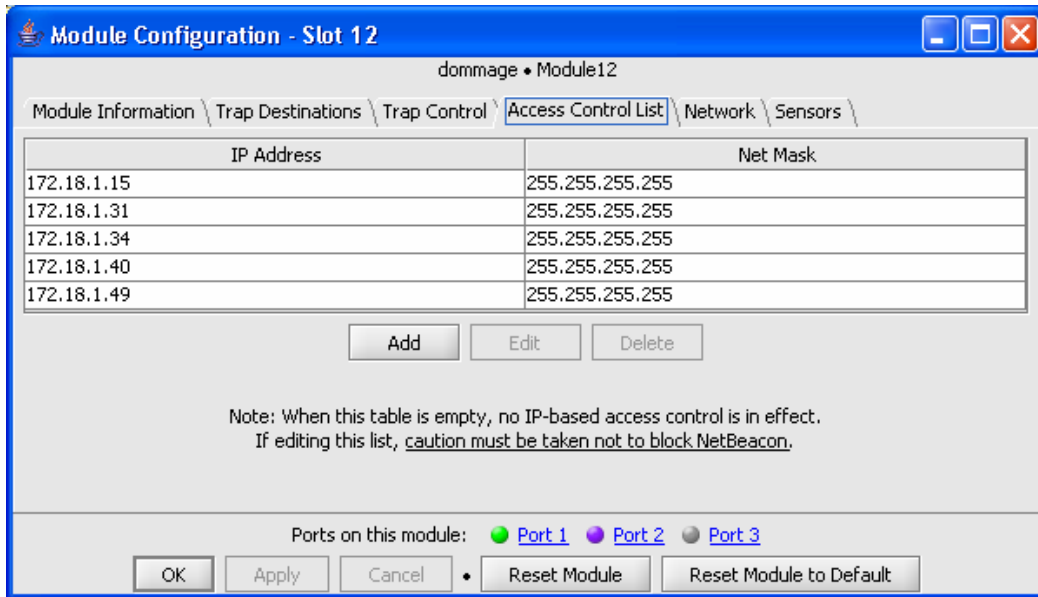 Module Configuration - Slot 12
dommage • Module12
Module Information \ Trap Destinations \ Trap Control \ Access Control List \ Network \ Sensors \
IP Address Net Mask
172.18.1.15 255.255.255.255
172.18.1.31 255.255.255.255
172.18.1.34 255.255.255.255
172.18.1.40 255.255.255.255
172.18.1.49 255.255.255.255
Add Edit Delete
Note: When this table is empty, no IP-based access control is in effect.
If editing this list, caution must be taken not to block NetBeacon.
Ports on this module: Port 1 Port 2 Port 3
OK Apply Cancel • Reset Module Reset Module to Default